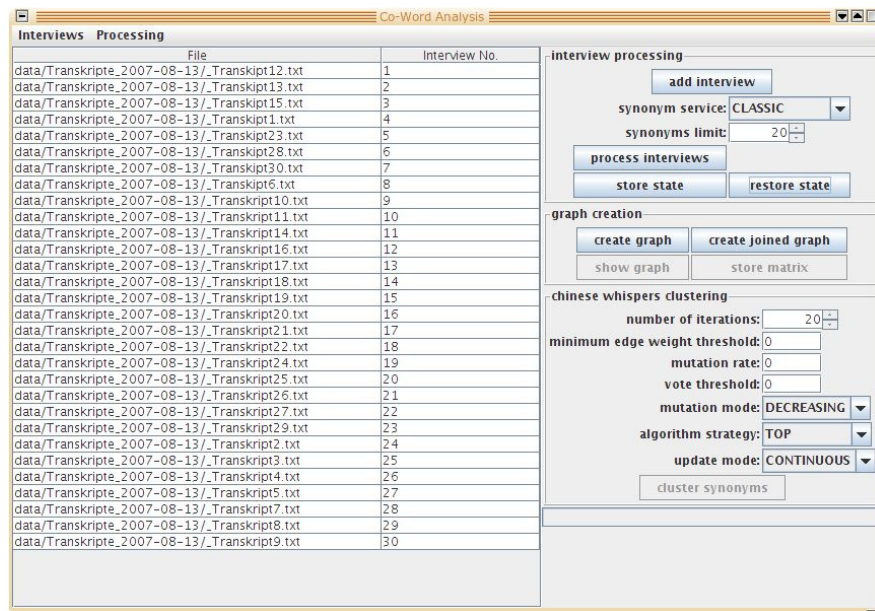 Co-Word Analysis
Interviews Processing
File Interview No.
data/Transkripte_2007-08-13/_Transkipt12.txt 1
data/Transkripte_2007-08-13/_Transkript13.txt 2
data/Transkripte_2007-08-13/_Transkript15.txt 3
data/Transkripte_2007-08-13/_Transkipt1.txt 4
data/Transkripte_2007-08-13/_Transkript23.txt 5
data/Transkripte_2007-08-13/_Transkipt28.txt 6
data/Transkripte_2007-08-13/_Transkipt30.txt 7
data/Transkripte_2007-08-13/_Transkipt6.txt 8
data/Transkripte_2007-08-13/_Transkript10.txt 9
data/Transkripte_2007-08-13/_Transkript11.txt 10
data/Transkripte_2007-08-13/_Transkript14.txt 11
data/Transkripte_2007-08-13/_Transkript16.txt 12
data/Transkripte_2007-08-13/_Transkript17.txt 13
data/Transkripte_2007-08-13/_Transkript18.txt 14
data/Transkripte_2007-08-13/_Transkript19.txt 15
data/Transkripte_2007-08-13/_Transkript20.txt 16
data/Transkripte_2007-08-13/_Transkript21.txt 17
data/Transkripte_2007-08-13/_Transkript22.txt 18
data/Transkripte_2007-08-13/_Transkript24.txt 19
data/Transkripte_2007-08-13/_Transkript25.txt 20
data/Transkripte_2007-08-13/_Transkript26.txt 21
data/Transkripte_2007-08-13/_Transkript27.txt 22
data/Transkripte_2007-08-13/_Transkript29.txt 23
data/Transkripte_2007-08-13/_Transkript2.txt 24
data/Transkripte_2007-08-13/_Transkript3.txt 25
data/Transkripte_2007-08-13/_Transkript4.txt 26
data/Transkripte_2007-08-13/_Transkript5.txt 27
data/Transkripte_2007-08-13/_Transkript7.txt 28
data/Transkripte_2007-08-13/_Transkript8.txt 29
data/Transkripte_2007-08-13/_Transkript9.txt 30
interview processing
add interview
synonym service: CLASSIC
synonyms limit: 20
process interviews
store state restore state
graph creation
create graph create joined graph
show graph store matrix
chinese whispers clustering
number of iterations: 20
minimum edge weight threshold: 0
mutation rate: 0
vote threshold: 0
mutation mode: DECREASING
algorithm strategy: TOP
update mode: CONTINUOUS
cluster synonyms